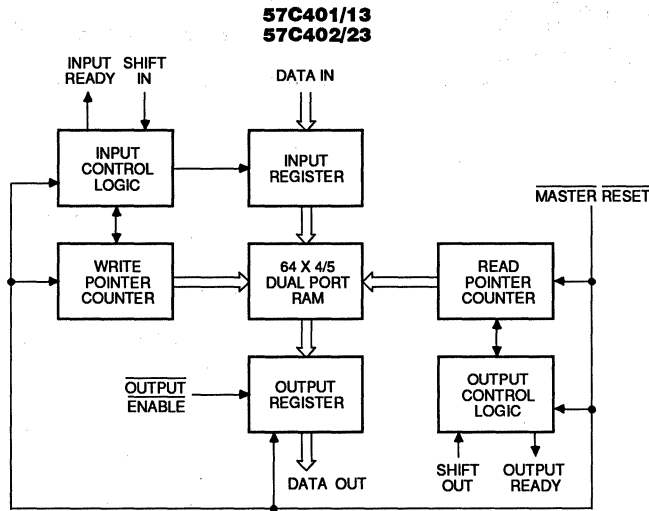 57C401/13
57C402/23
INPUT
READY
SHIFT
IN
DATA IN
INPUT
CONTROL
LOGIC
INPUT
REGISTER
MASTER RESET
WRITE
POINTER
COUNTER
64 X 4/5
DUAL PORT
RAM
READ
POINTER
COUNTER
OUTPUT
ENABLE
OUTPUT
REGISTER
OUTPUT
CONTROL
LOGIC
DATA OUT
SHIFT
OUT
OUTPUT
READY